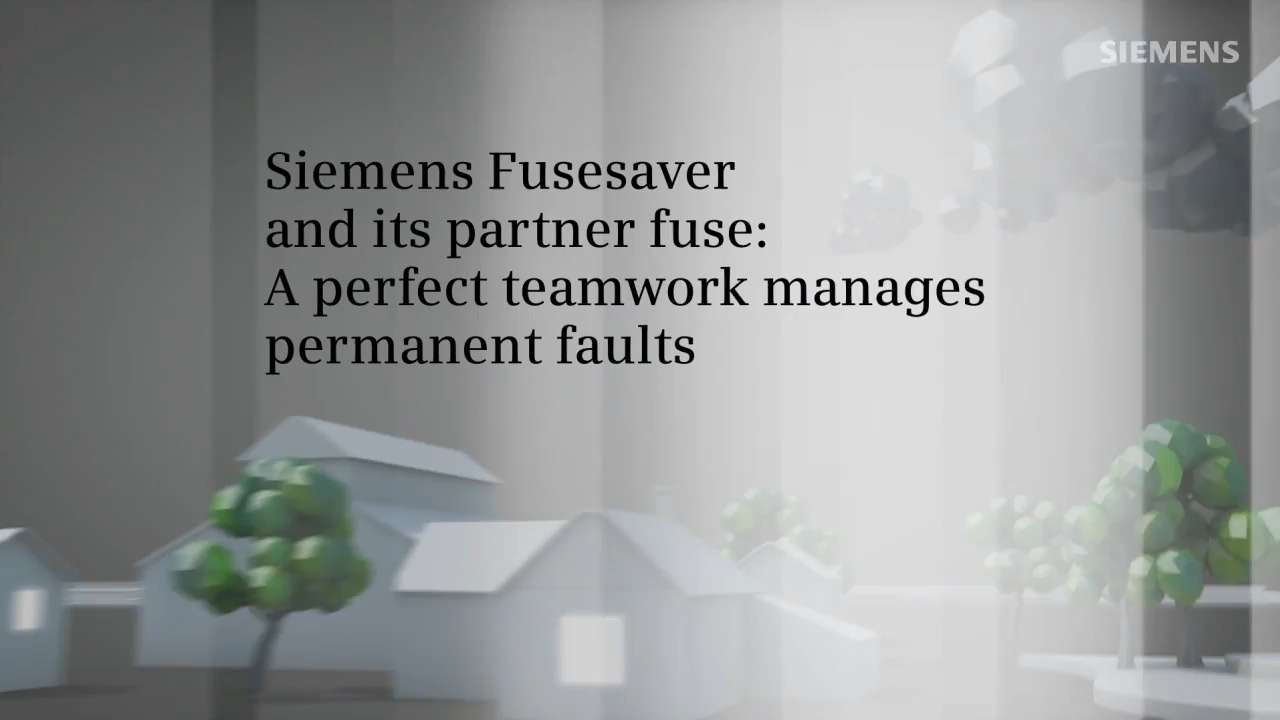 SIEMENS
Siemens Fusesaver
and its partner fuse:
A perfect teamwork manages
permanent faults